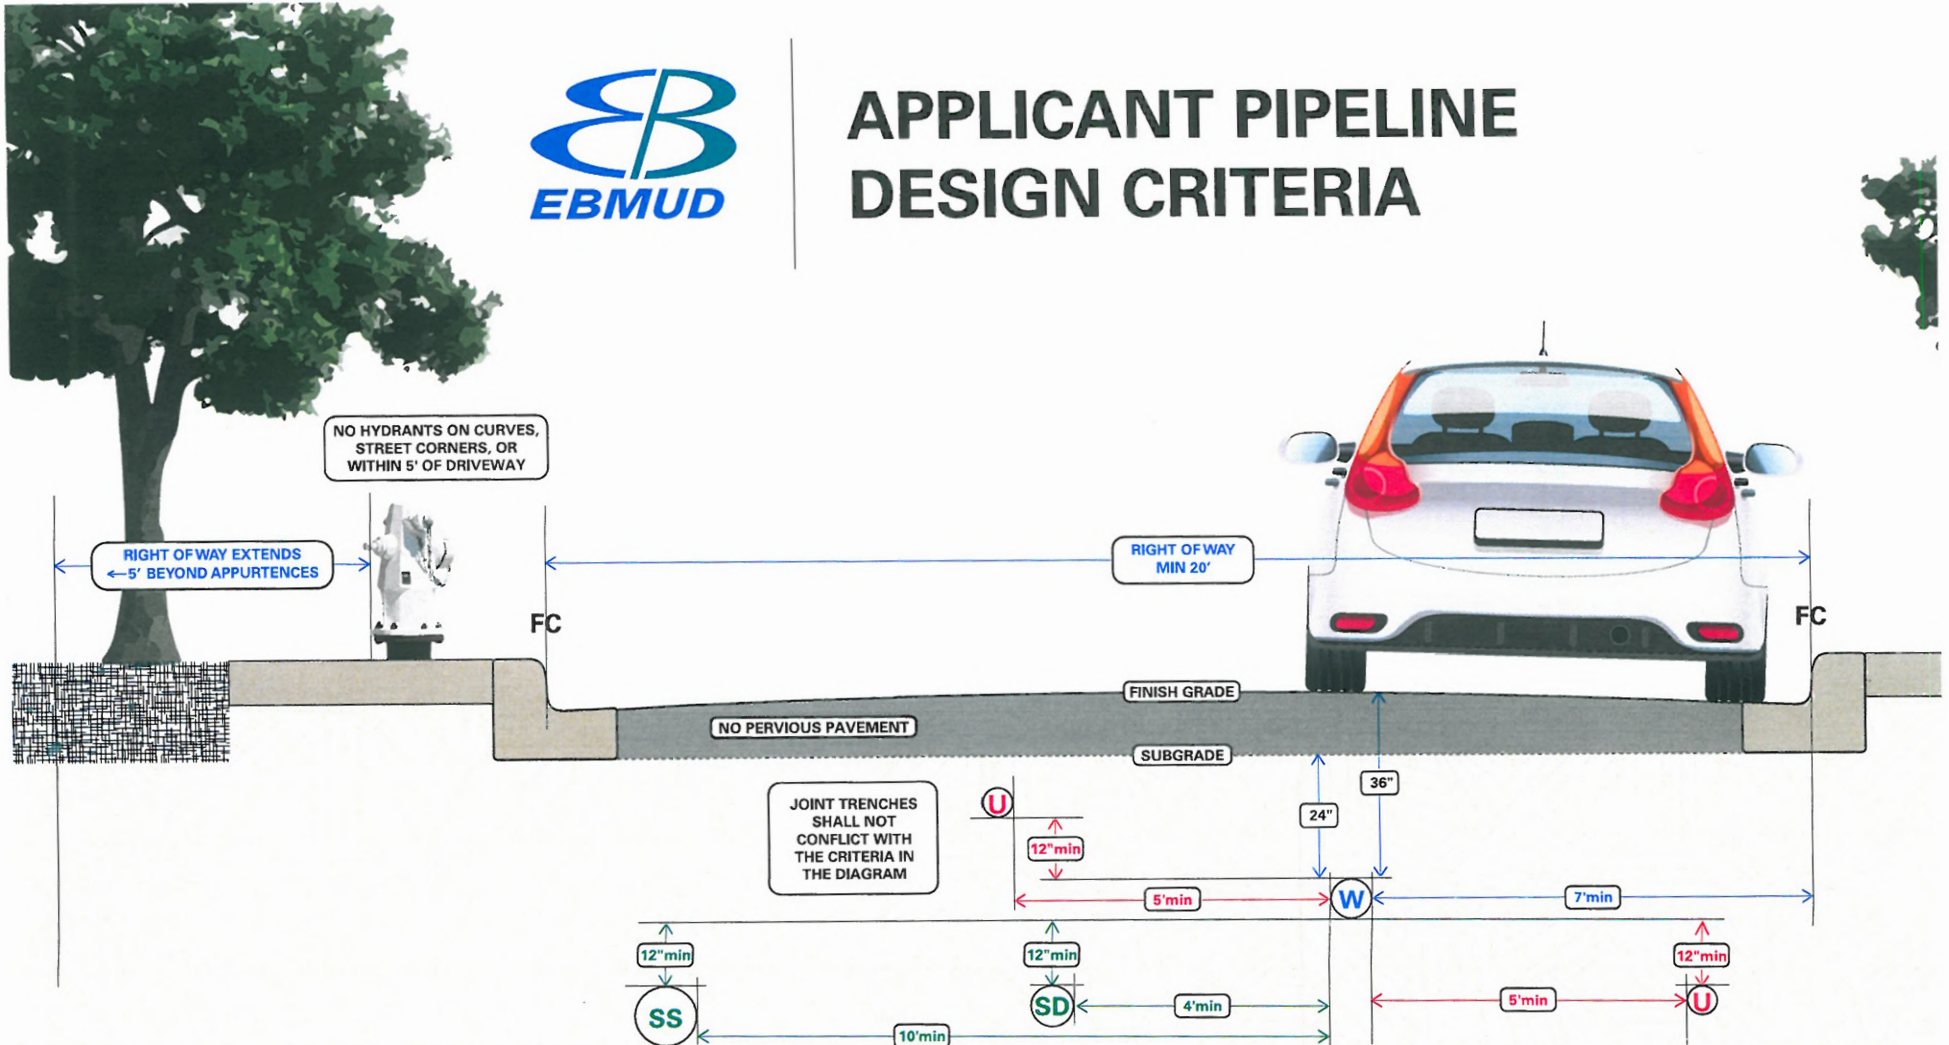 EBMUD
APPLICANT PIPELINE
DESIGN CRITERIA
NO HYDRANTS ON CURVES,
STREET CORNERS, OR
WITHIN 5' OF DRIVEWAY
RIGHT OF WAY EXTENDS
←5' BEYOND APPURTENCES
RIGHT OF WAY
MIN 20'
FC
FC
FINISH GRADE
NO PERVIOUS PAVEMENT
SUBGRADE
JOINT TRENCHES
SHALL NOT
CONFLICT WITH
THE CRITERIA IN
THE DIAGRAM
U
12"min
24"
36"
5'min
W
7'min
12"min
12"min
12"min
SS
SD
4'min
5'min
U
10'min